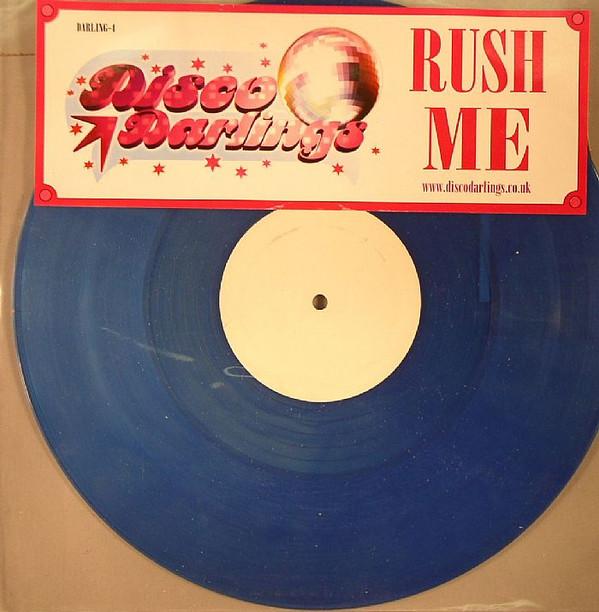 DARLING-4
Disco
Darlings
RUSH
ME
www.discodarlings.co.uk